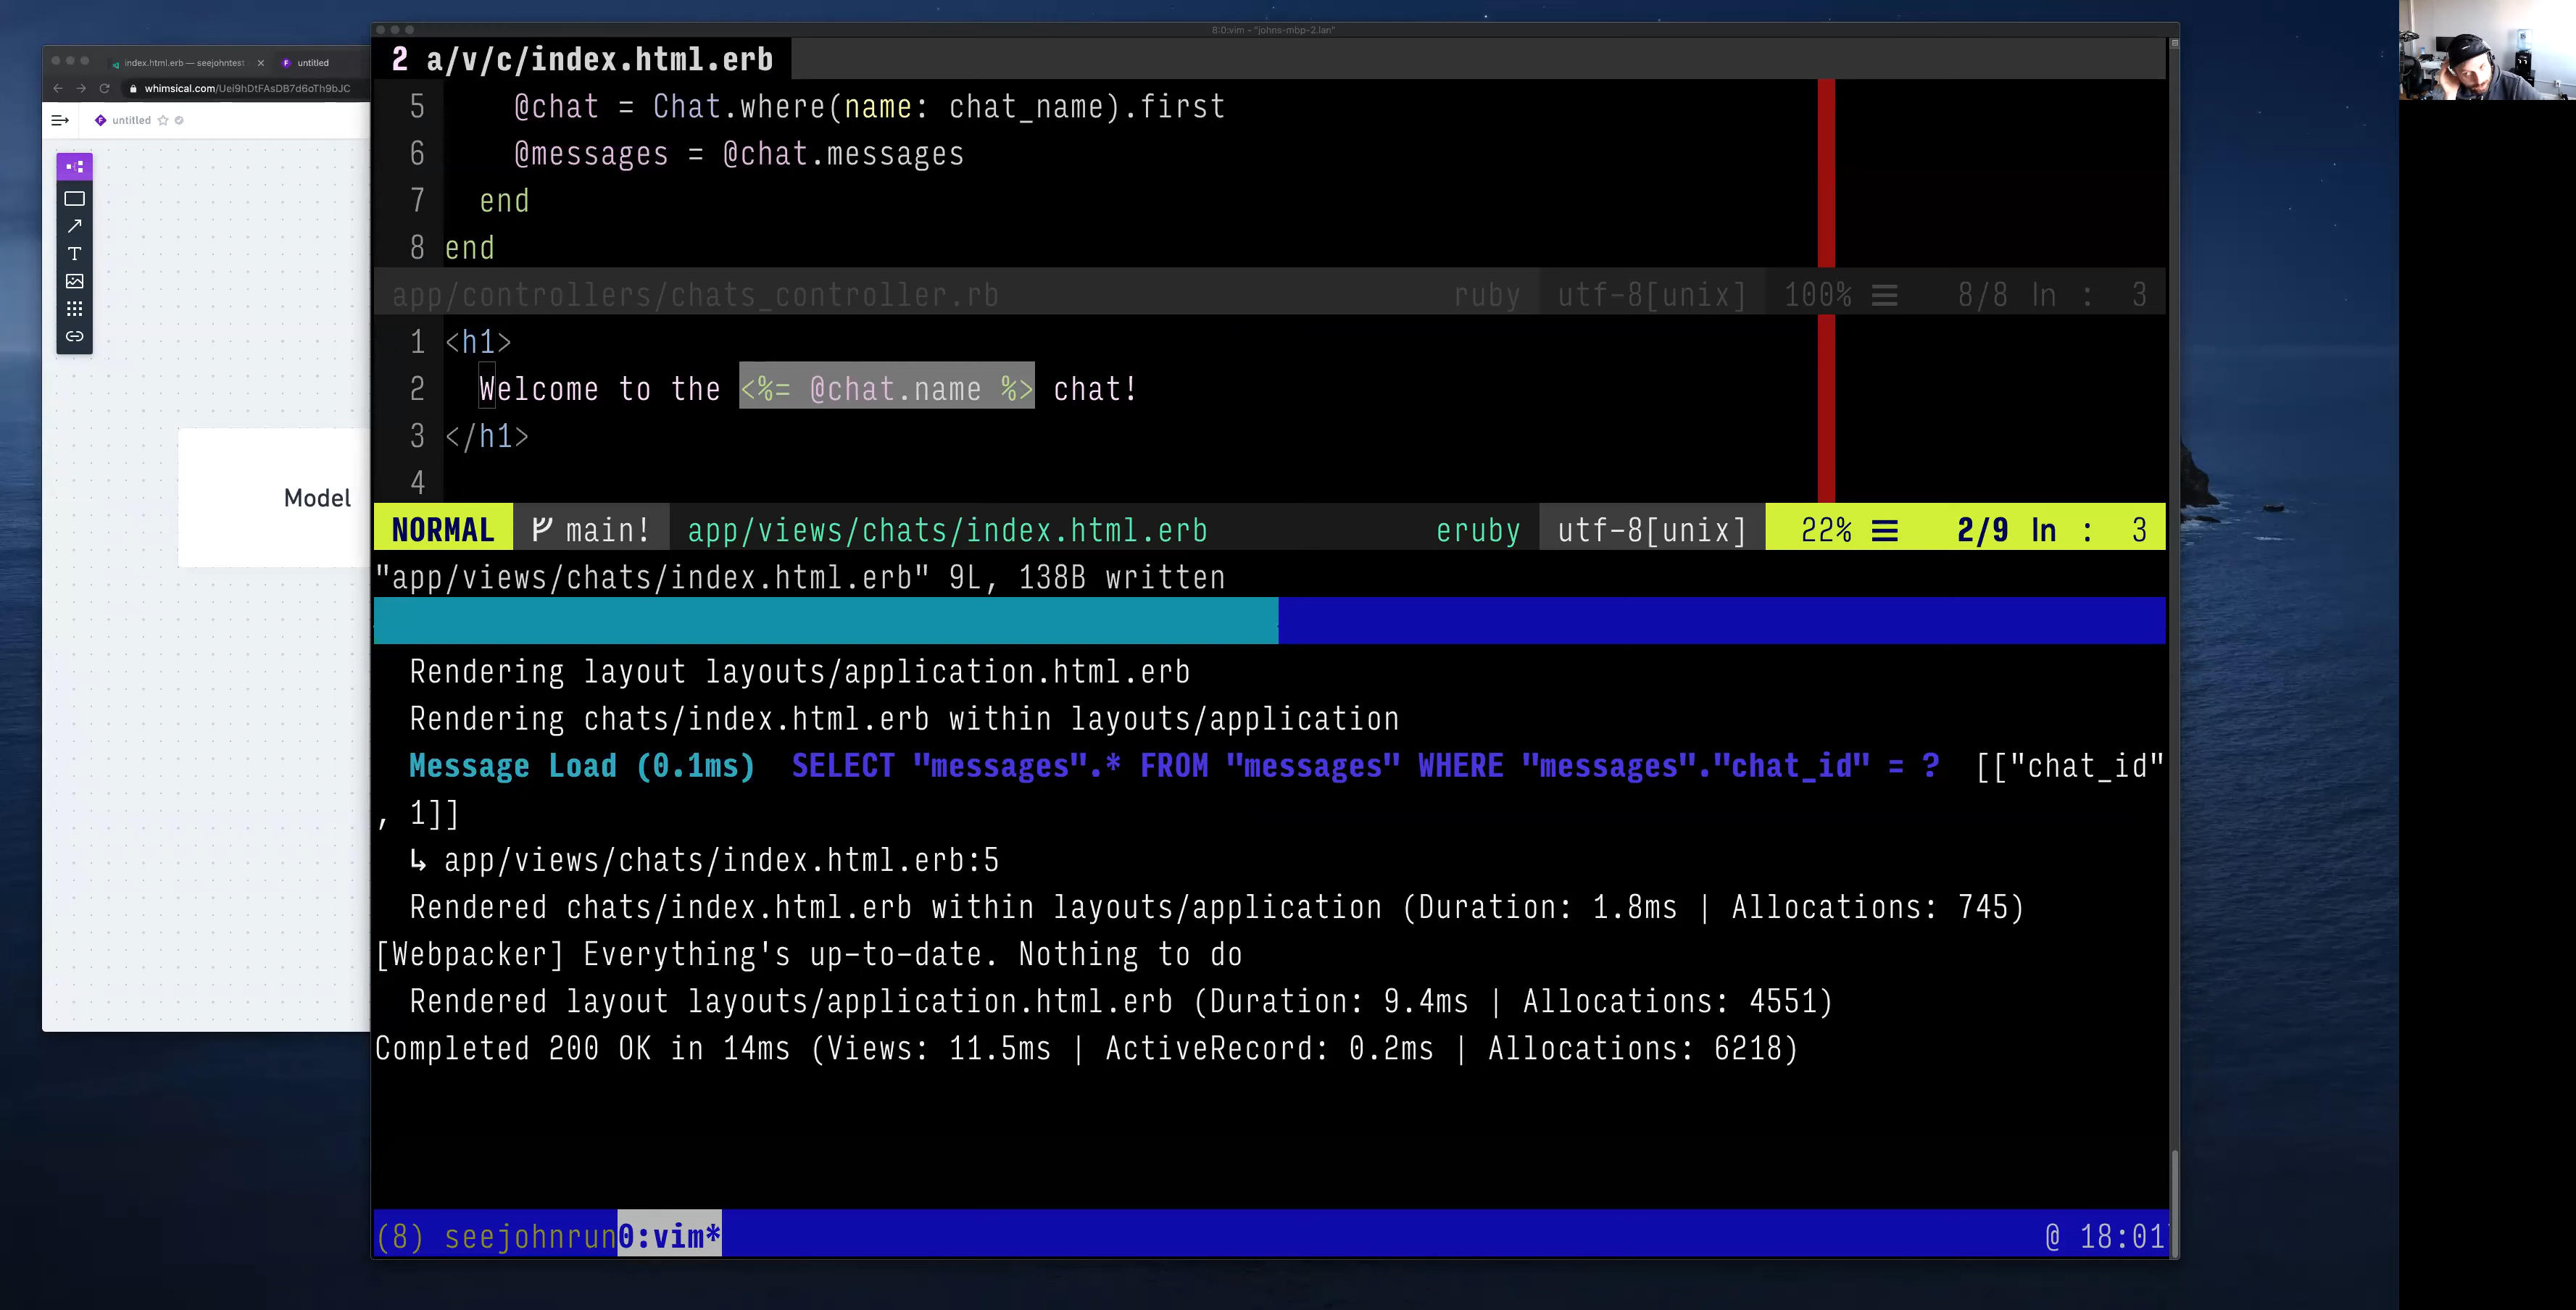 8:0:vim - "johns-mbp-2.lan"
index.html.erb — seejohntest
untitled
whimsical.com/Uei9hDtFAsDB7d6oTh9bJC
untitled
T
Model
2 a/v/c/index.html.erb
5 @chat = Chat.where(name: chat_name).first
6 @messages = @chat.messages
7 end
8 end
app/controllers/chats_controller.rb ruby utf-8[unix] 100% ☰ 8/8 ln : 3
1 <h1>
2 Welcome to the <%= @chat.name %> chat!
3 </h1>
4
NORMAL main! app/views/chats/index.html.erb eruby utf-8[unix] 22% ☰ 2/9 ln : 3
"app/views/chats/index.html.erb" 9L, 138B written
Rendering layout layouts/application.html.erb
Rendering chats/index.html.erb within layouts/application
Message Load (0.1ms) SELECT "messages".* FROM "messages" WHERE "messages"."chat_id" = ? [["chat_id"
, 1]]
↳ app/views/chats/index.html.erb:5
Rendered chats/index.html.erb within layouts/application (Duration: 1.8ms | Allocations: 745)
[Webpacker] Everything's up-to-date. Nothing to do
Rendered layout layouts/application.html.erb (Duration: 9.4ms | Allocations: 4551)
Completed 200 OK in 14ms (Views: 11.5ms | ActiveRecord: 0.2ms | Allocations: 6218)
(8) seejohnrun0:vim* @ 18:01